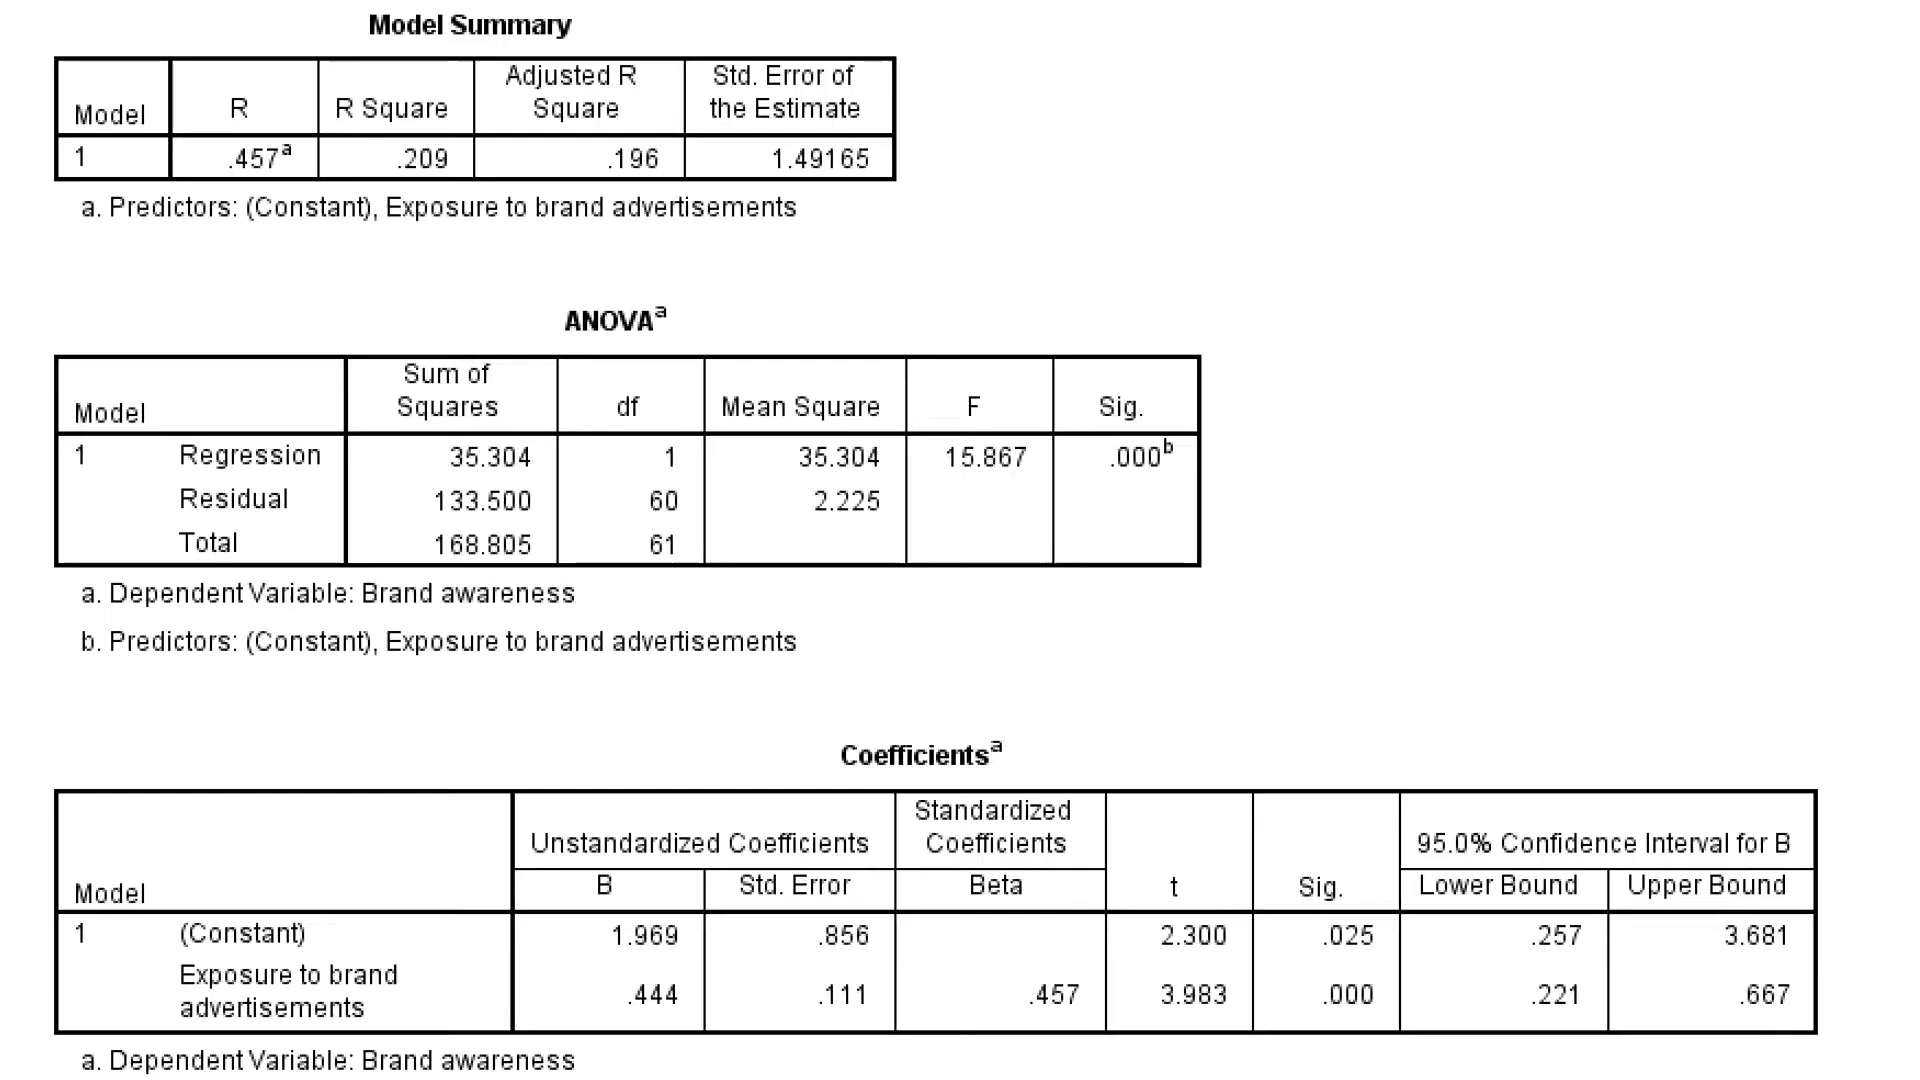 Model Summary
Model R R Square Adjusted R Square Std. Error of the Estimate
1 .457a .209 .196 1.49165
a. Predictors: (Constant), Exposure to brand advertisements
ANOVAa
Model Sum of Squares df Mean Square F Sig.
1 Regression 35.304 1 35.304 15.867 .000b
Residual 133.500 60 2.225
Total 168.805 61
a. Dependent Variable: Brand awareness
b. Predictors: (Constant), Exposure to brand advertisements
Coefficientsa
Model Unstandardized Coefficients Standardized Coefficients t Sig. 95.0% Confidence Interval for B
B Std. Error Beta Lower Bound Upper Bound
1 (Constant) 1.969 .856 2.300 .025 .257 3.681
Exposure to brand advertisements .444 .111 .457 3.983 .000 .221 .667
a. Dependent Variable: Brand awareness